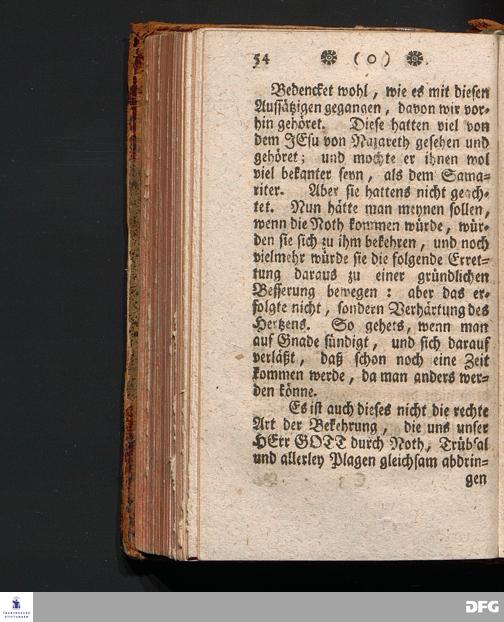 54 ( o )
Bedencket wohl, wie es mit diesen
Aussätzigen gegangen, davon wir vor-
hin gehöret. Diese hatten viel von
dem JEsu von Nazareth gesehen und
gehöret; und mochte er ihnen wol
viel bekanter seyn, als dem Sama-
riter. Aber sie hattens nicht geach-
tet. Nun hätte man meynen sollen,
wenn die Noth kommen würde, wür-
den sie sich zu ihm bekehren, und noch
vielmehr würde sie die folgende Erret-
tung daraus zu einer gründlichen
Besserung bewegen: aber das er-
folgte nicht, sondern Verhärtung des
Hertzens. So gehets, wenn man
auf Gnade sündigt, und sich darauf
verläßt, daß schon noch eine Zeit
kommen werde, da man anders wer-
den könne.
Es ist auch dieses nicht die rechte
Art der Bekehrung, die uns unser
HErr GOTT durch Noth, Trübsal
und allerley Plagen gleichsam abdrin-
gen
FRANCKESCHE
STIFTUNGEN
DFG